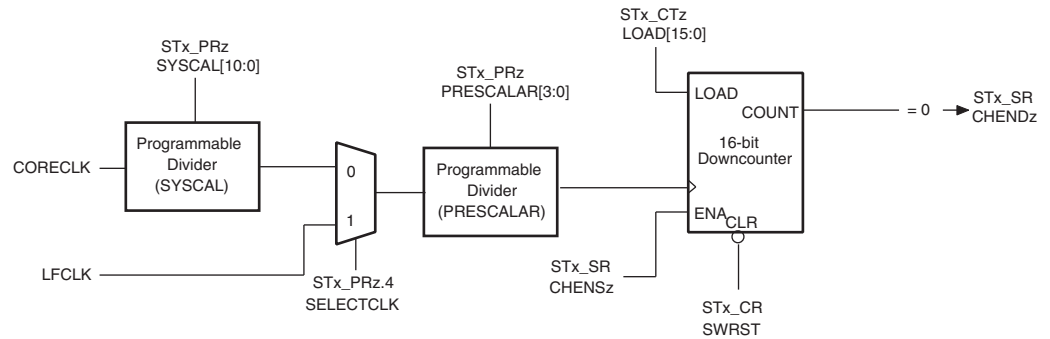 STx_CTz
LOAD[15:0]
STx_PRz
SYSCAL[10:0]
STx_PRz
PRESCALAR[3:0]
LOAD
COUNT
= 0
STx_SR
CHENDz
Programmable
Divider
(SYSCAL)
CORECLK
0
1
Programmable
Divider
(PRESCALAR)
16-bit
Downcounter
ENA
CLR
LFCLK
STx_PRz.4
SELECTCLK
STx_SR
CHENSz
STx_CR
SWRST